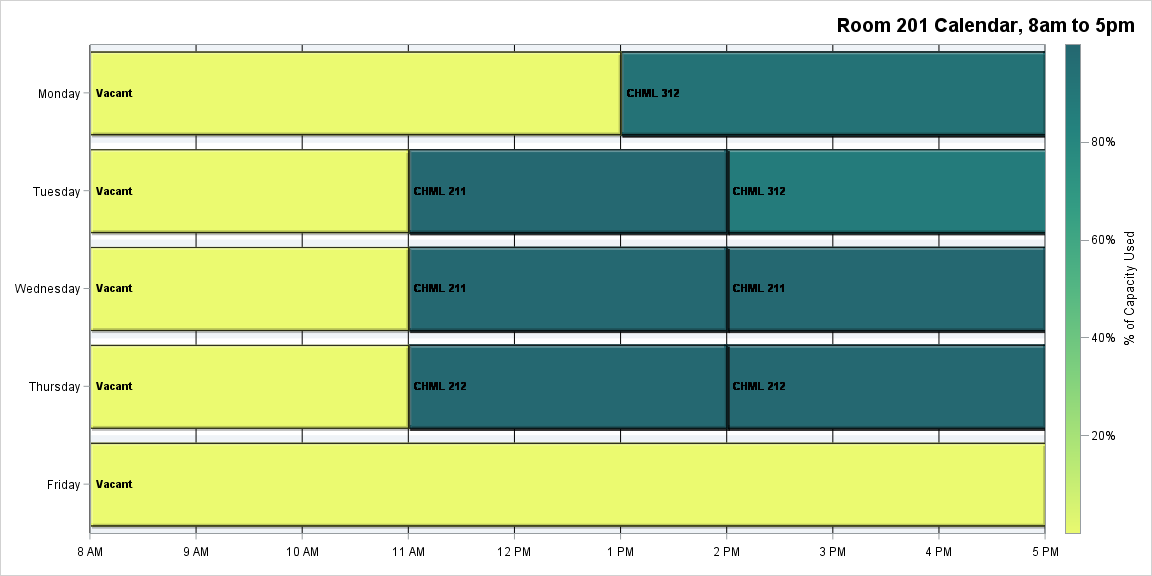 Room 201 Calendar, 8am to 5pm
Monday
Vacant
CHML 312
Tuesday
Vacant
CHML 211
CHML 312
Wednesday
Vacant
CHML 211
CHML 211
Thursday
Vacant
CHML 212
CHML 212
Friday
Vacant
8 AM 9 AM 10 AM 11 AM 12 PM 1 PM 2 PM 3 PM 4 PM 5 PM
80%
60%
40%
20%
% of Capacity Used